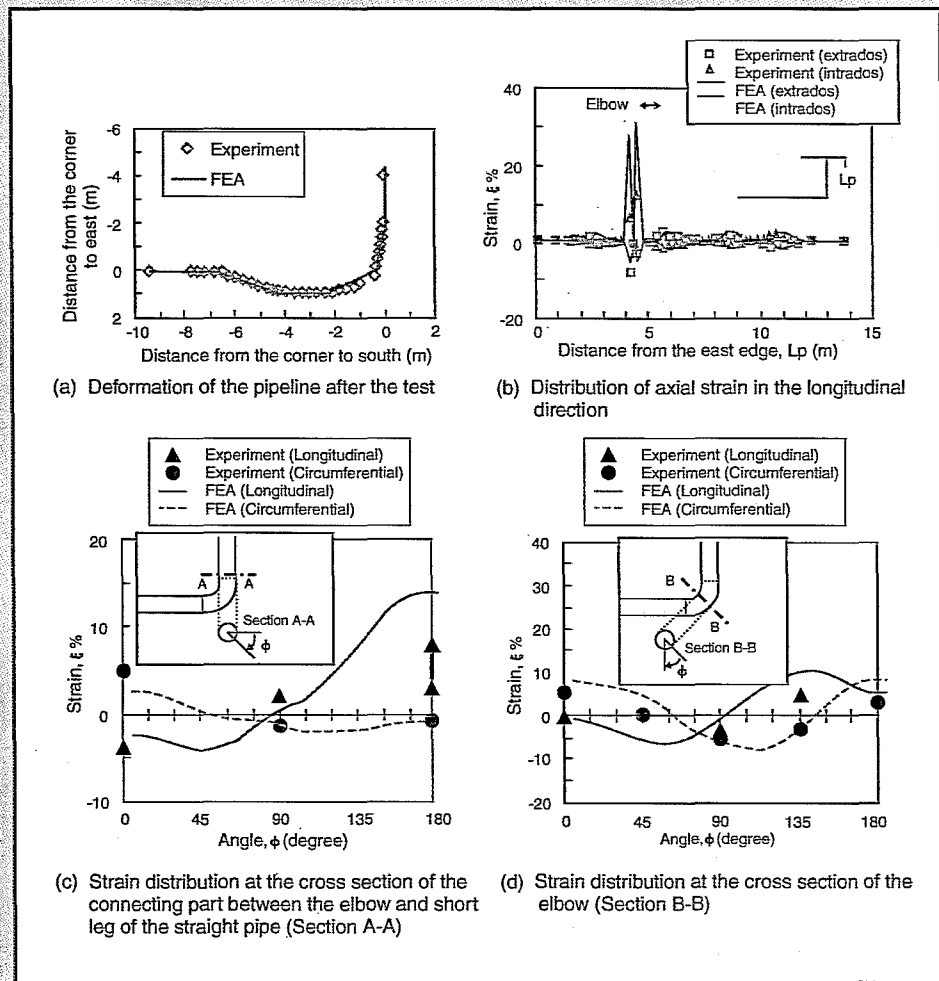 Experiment
FEA
-6
-4
-2
0
2
Distance from the corner
to east (m)
-10 -8 -6 -4 -2 0 2
Distance from the corner to south (m)
(a) Deformation of the pipeline after the test
Experiment (extrados)
Experiment (intrados)
FEA (extrados)
FEA (intrados)
Elbow
Lp
40
20
0
-20
Strain, ξ %
0 5 10 15
Distance from the east edge, Lp (m)
(b) Distribution of axial strain in the longitudinal
direction
Experiment (Longitudinal)
Experiment (Circumferential)
FEA (Longitudinal)
FEA (Circumferential)
20
10
0
-10
Strain, ξ %
A A
Section A-A
ϕ
0 45 90 135 180
Angle, ϕ (degree)
(c) Strain distribution at the cross section of the
connecting part between the elbow and short
leg of the straight pipe (Section A-A)
Experiment (Longitudinal)
Experiment (Circumferential)
FEA (Longitudinal)
FEA (Circumferential)
40
30
20
10
0
-10
-20
Strain, ξ %
B
B
Section B-B
ϕ
0 45 90 135 180
Angle, ϕ (degree)
(d) Strain distribution at the cross section of the
elbow (Section B-B)